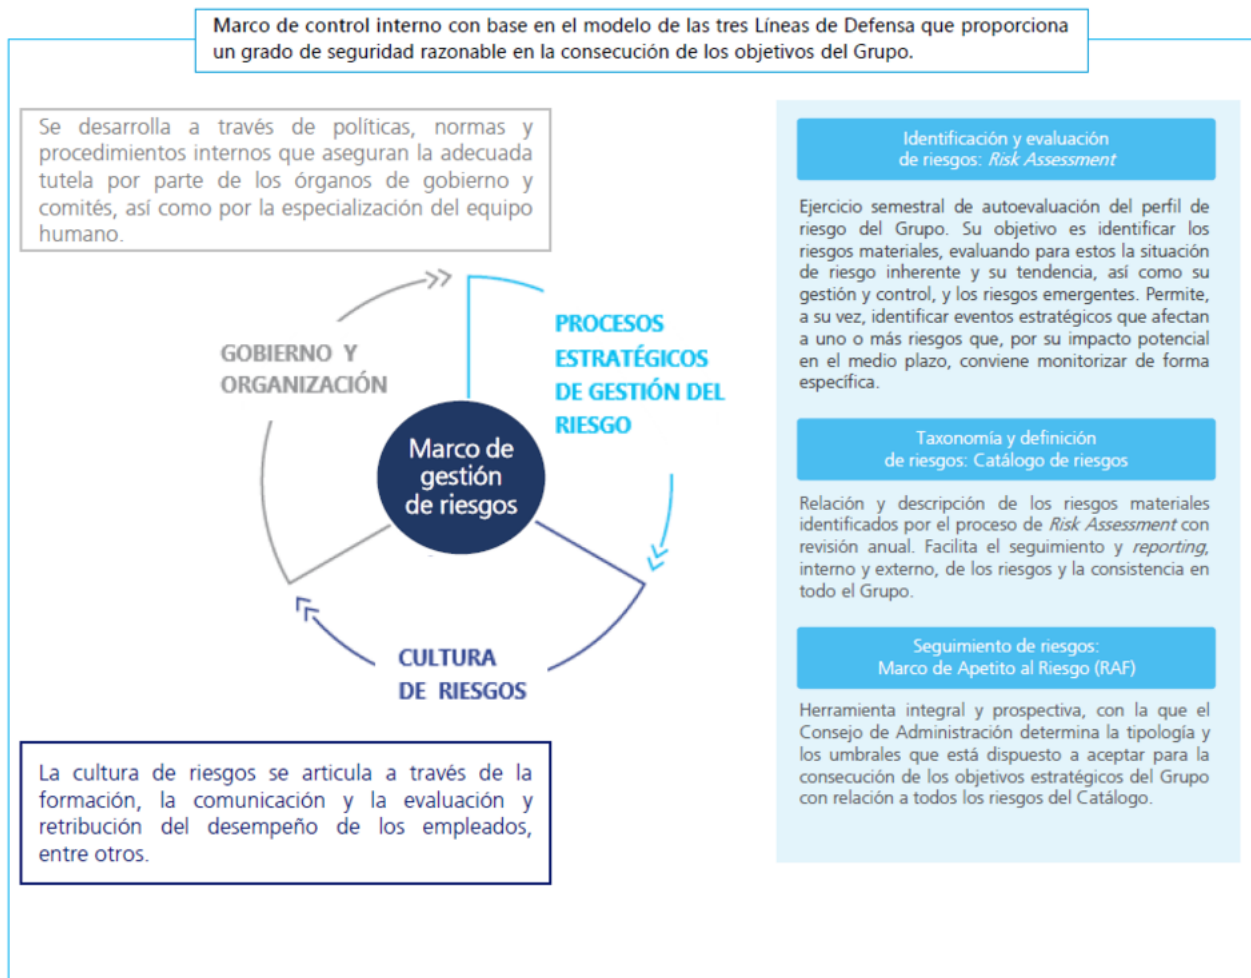 Marco de control interno con base en el modelo de las tres Líneas de Defensa que proporciona
un grado de seguridad razonable en la consecución de los objetivos del Grupo.
Se desarrolla a través de políticas, normas y
procedimientos internos que aseguran la adecuada
tutela por parte de los órganos de gobierno y
comités, así como por la especialización del equipo
humano.
GOBIERNO Y
ORGANIZACIÓN
PROCESOS
ESTRATÉGICOS
DE GESTIÓN DEL
RIESGO
Marco de
gestión
de riesgos
CULTURA
DE RIESGOS
La cultura de riesgos se articula a través de la
formación, la comunicación y la evaluación y
retribución del desempeño de los empleados,
entre otros.
Identificación y evaluación
de riesgos: Risk Assessment
Ejercicio semestral de autoevaluación del perfil de
riesgo del Grupo. Su objetivo es identificar los
riesgos materiales, evaluando para estos la situación
de riesgo inherente y su tendencia, así como su
gestión y control, y los riesgos emergentes. Permite,
a su vez, identificar eventos estratégicos que afectan
a uno o más riesgos que, por su impacto potencial
en el medio plazo, conviene monitorizar de forma
específica.
Taxonomía y definición
de riesgos: Catálogo de riesgos
Relación y descripción de los riesgos materiales
identificados por el proceso de Risk Assessment con
revisión anual. Facilita el seguimiento y reporting,
interno y externo, de los riesgos y la consistencia en
todo el Grupo.
Seguimiento de riesgos:
Marco de Apetito al Riesgo (RAF)
Herramienta integral y prospectiva, con la que el
Consejo de Administración determina la tipología y
los umbrales que está dispuesto a aceptar para la
consecución de los objetivos estratégicos del Grupo
con relación a todos los riesgos del Catálogo.